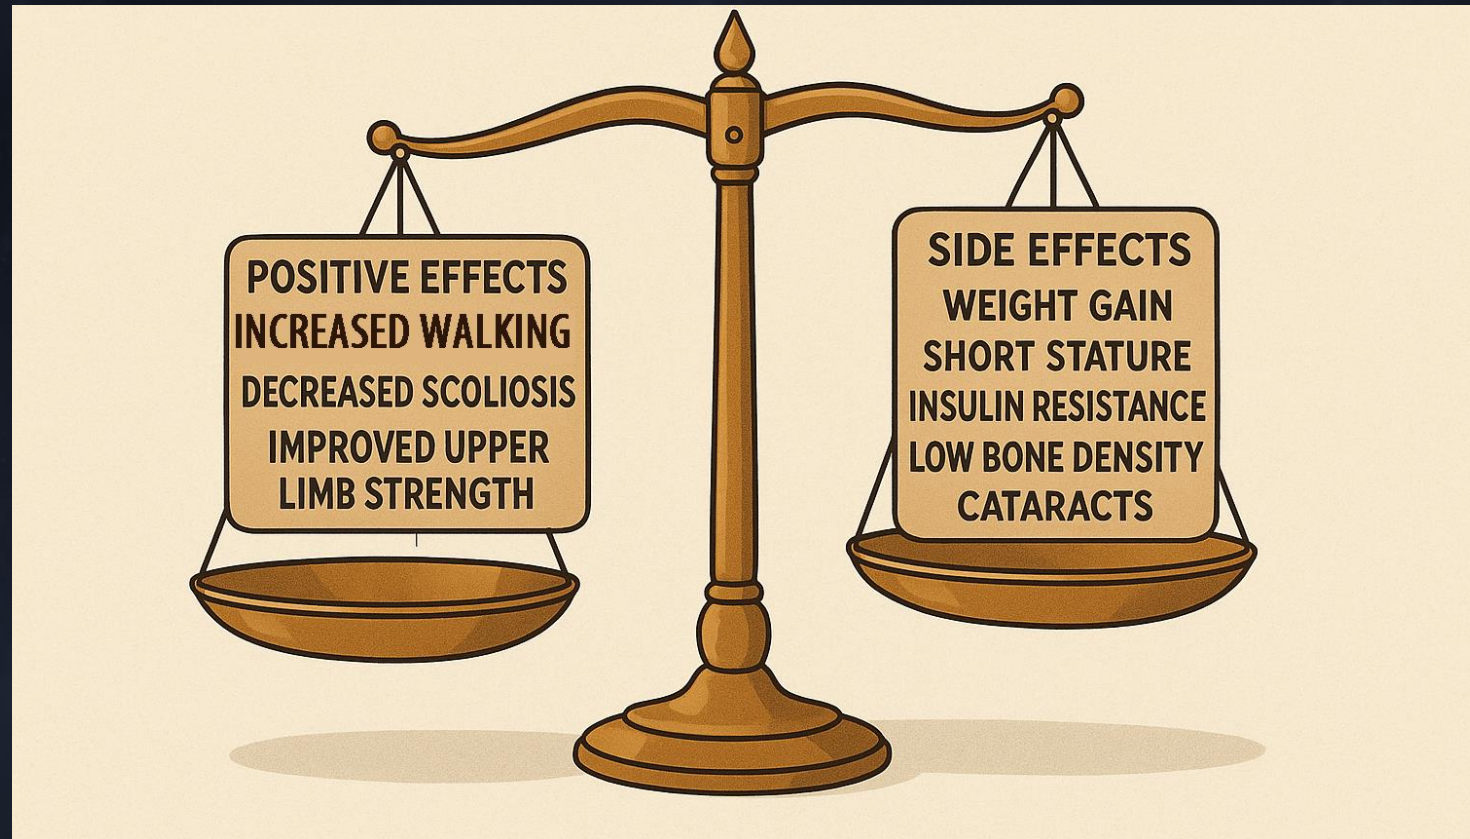 POSITIVE EFFECTS
INCREASED WALKING
DECREASED SCOLIOSIS
IMPROVED UPPER
LIMB STRENGTH
SIDE EFFECTS
WEIGHT GAIN
SHORT STATURE
INSULIN RESISTANCE
LOW BONE DENSITY
CATARACTS